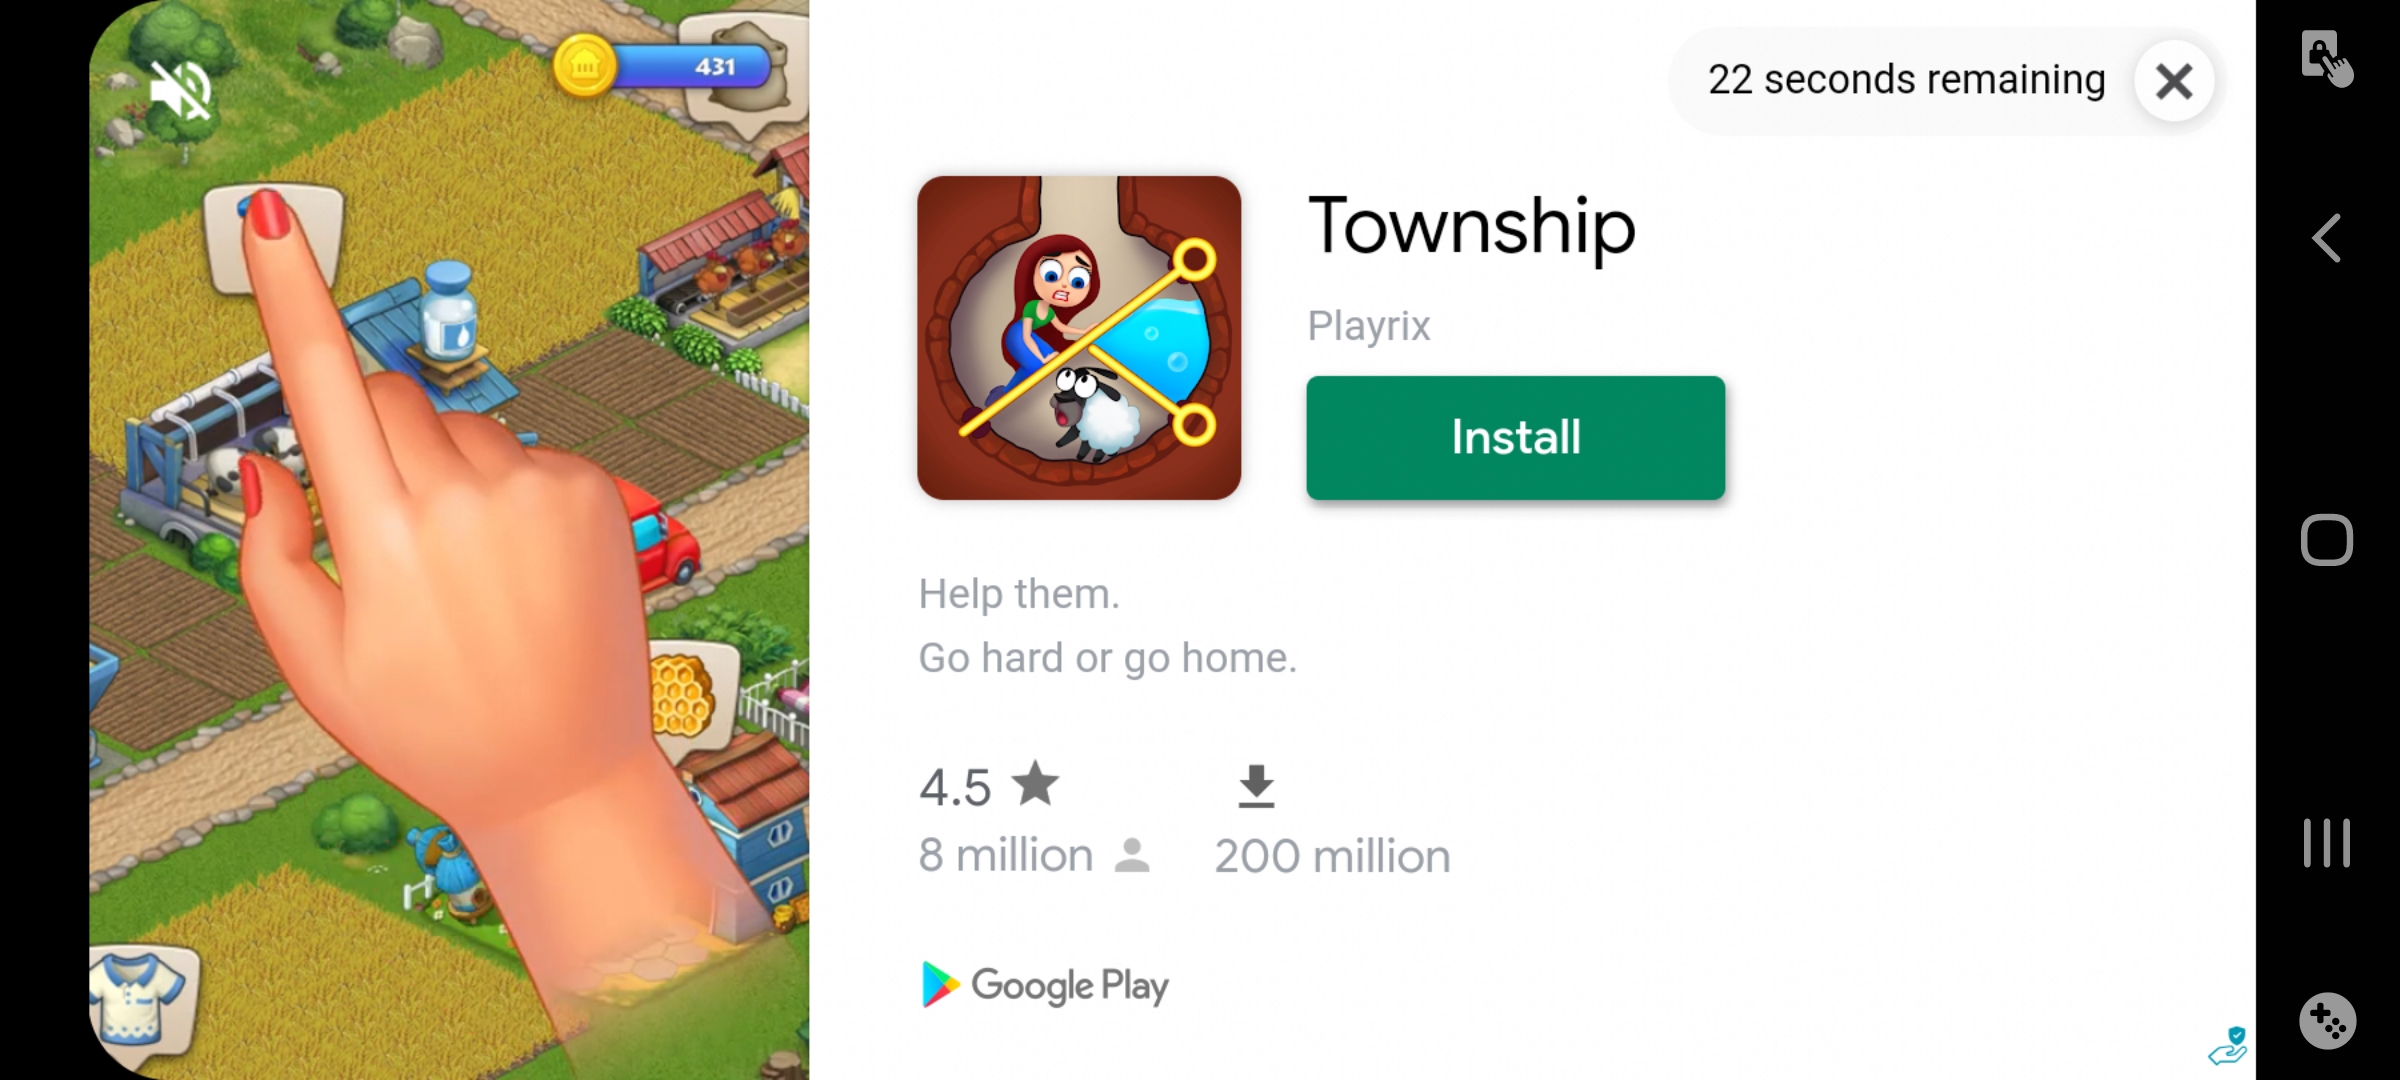 431
22 seconds remaining
Township
Playrix
Install
Help them.
Go hard or go home.
4.5
8 million
200 million
Google Play